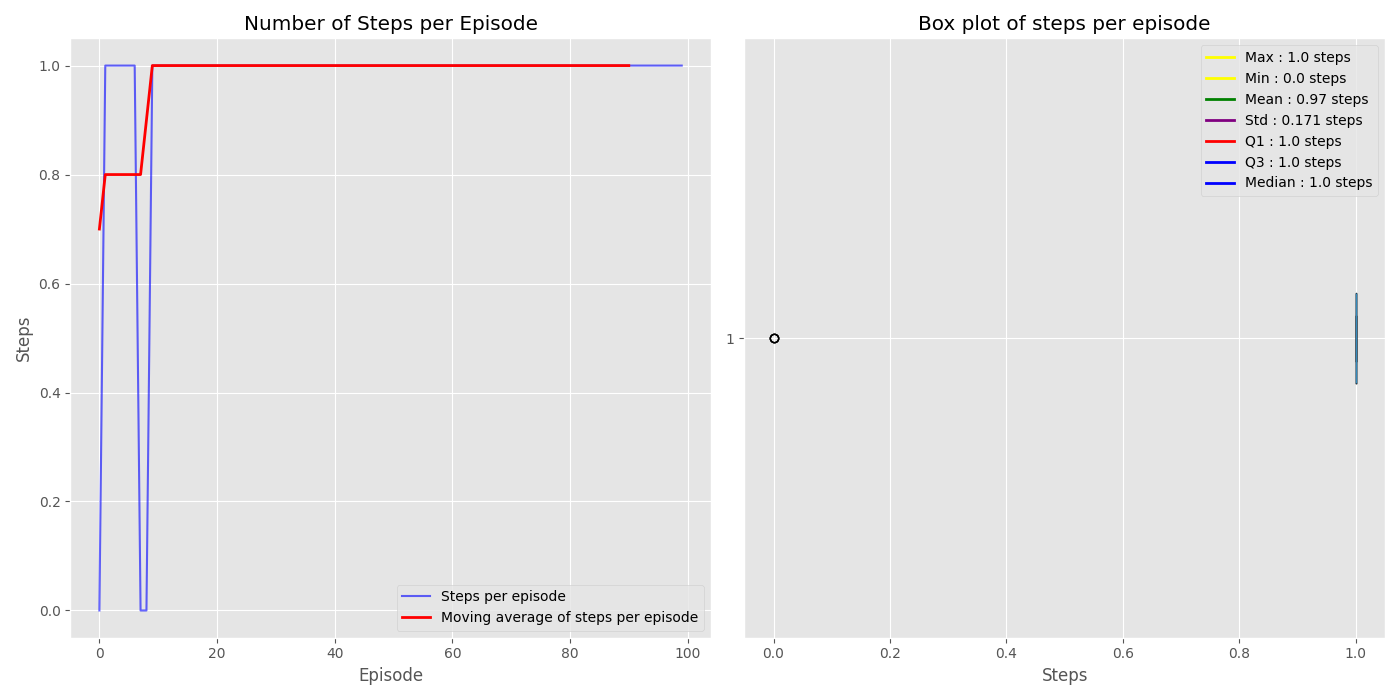 Number of Steps per Episode
1.0
0.8
0.6
0.4
0.2
0.0
Steps
0 20 40 60 80 100
Episode
Steps per episode
Moving average of steps per episode
Box plot of steps per episode
Max : 1.0 steps
Min : 0.0 steps
Mean : 0.97 steps
Std : 0.171 steps
Q1 : 1.0 steps
Q3 : 1.0 steps
Median : 1.0 steps
1
0.0 0.2 0.4 0.6 0.8 1.0
Steps